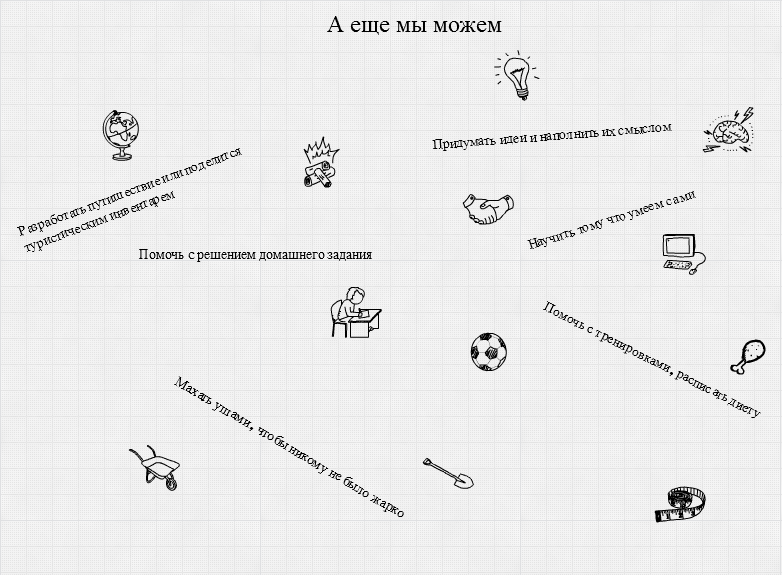 А еще мы можем
Придумать идеи и наполнить их смыслом
Разработать путишествие или поделится
туристическим инвентарем
Научить тому что умеем сами
Помочь с решением домашнего задания
Помочь с тренировками, расписать диету
Махать ушами, чтобы никому не было жарко